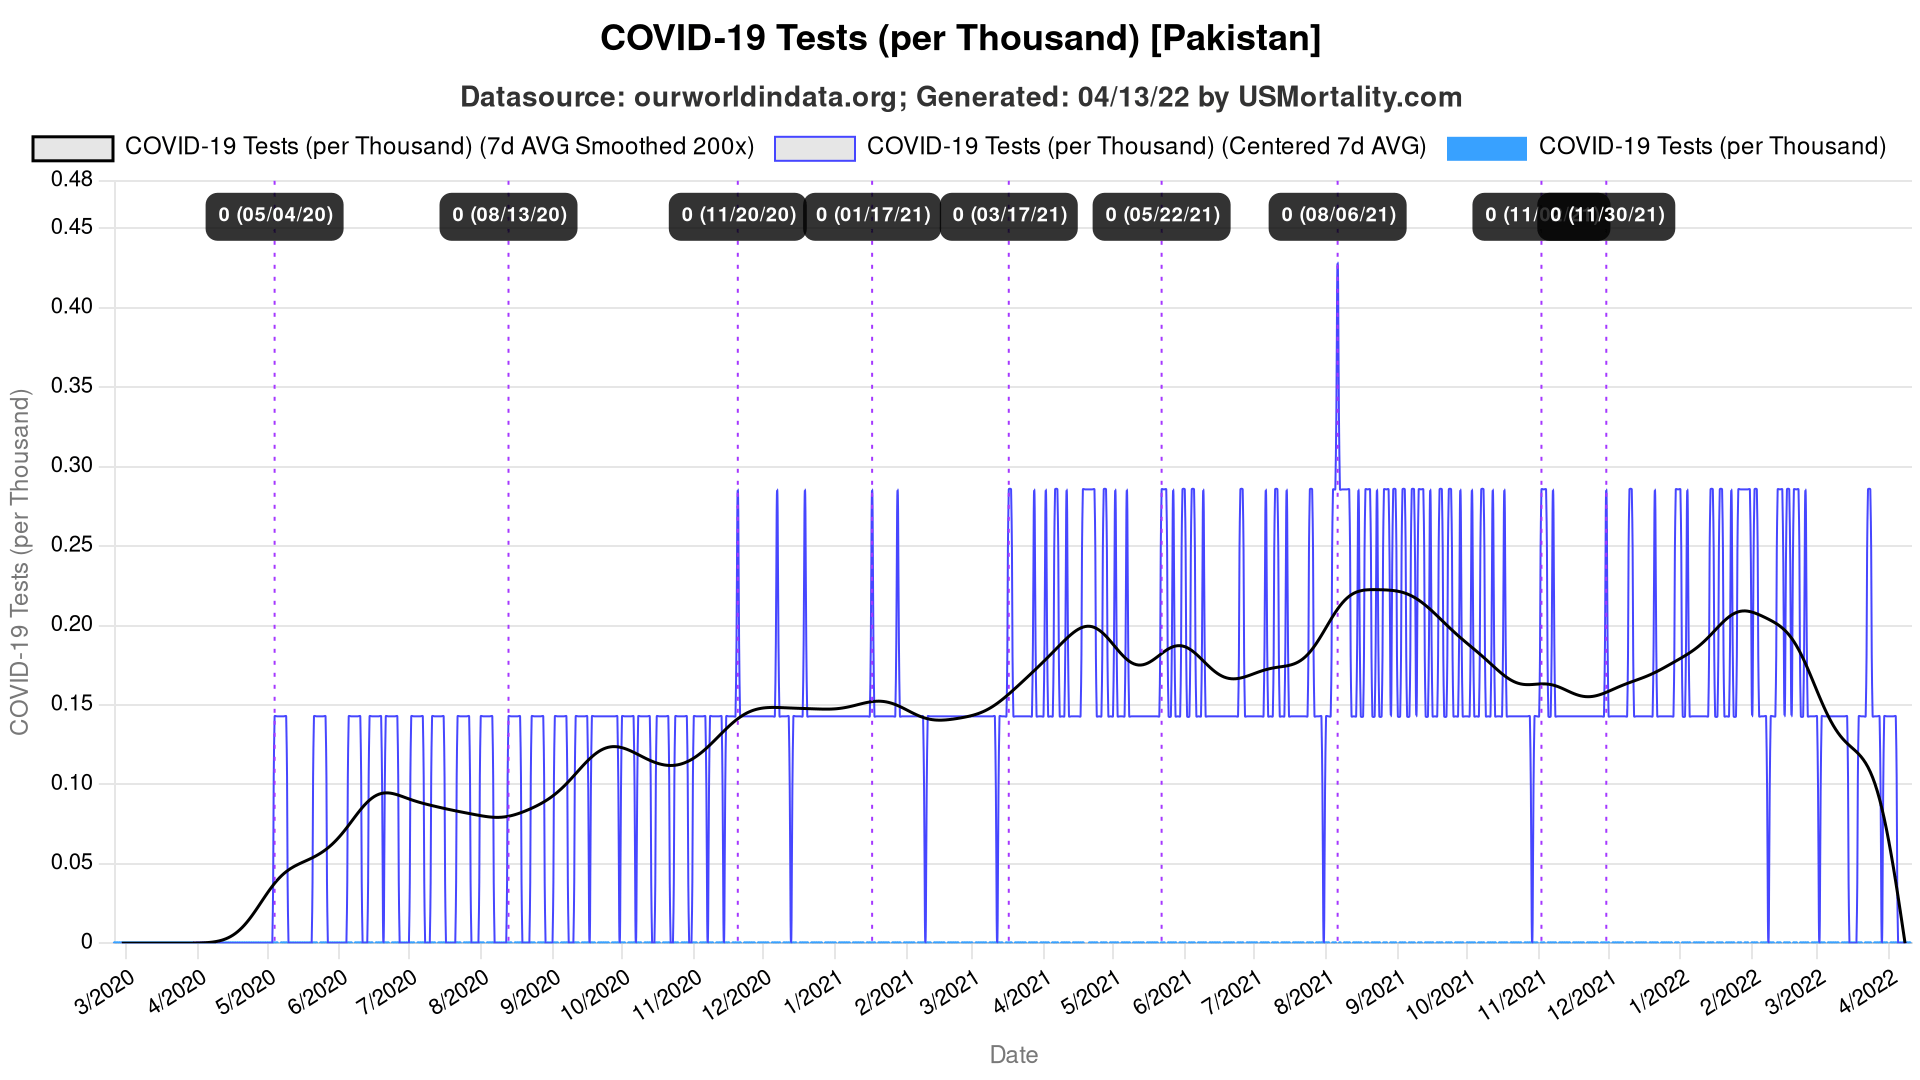 COVID-19 Tests (per Thousand) [Pakistan]
Datasource: ourworldindata.org; Generated: 04/13/22 by USMortality.com
COVID-19 Tests (per Thousand) (7d AVG Smoothed 200x) COVID-19 Tests (per Thousand) (Centered 7d AVG) COVID-19 Tests (per Thousand)
0.48
0 (05/04/20) 0 (08/13/20) 0 (11/20/20) 0 (01/17/21) 0 (03/17/21) 0 (05/22/21) 0 (08/06/21) 0 (11/ 0 (11/30/21)
0.45
0.40
0.35
0.30
0.25
0.20
0.15
0.10
0.05
0
COVID-19 Tests (per Thousand)
3/2020 4/2020 5/2020 6/2020 7/2020 8/2020 9/2020 10/2020 11/2020 12/2020 1/2021 2/2021 3/2021 4/2021 5/2021 6/2021 7/2021 8/2021 9/2021 10/2021 11/2021 12/2021 1/2022 2/2022 3/2022 4/2022
Date